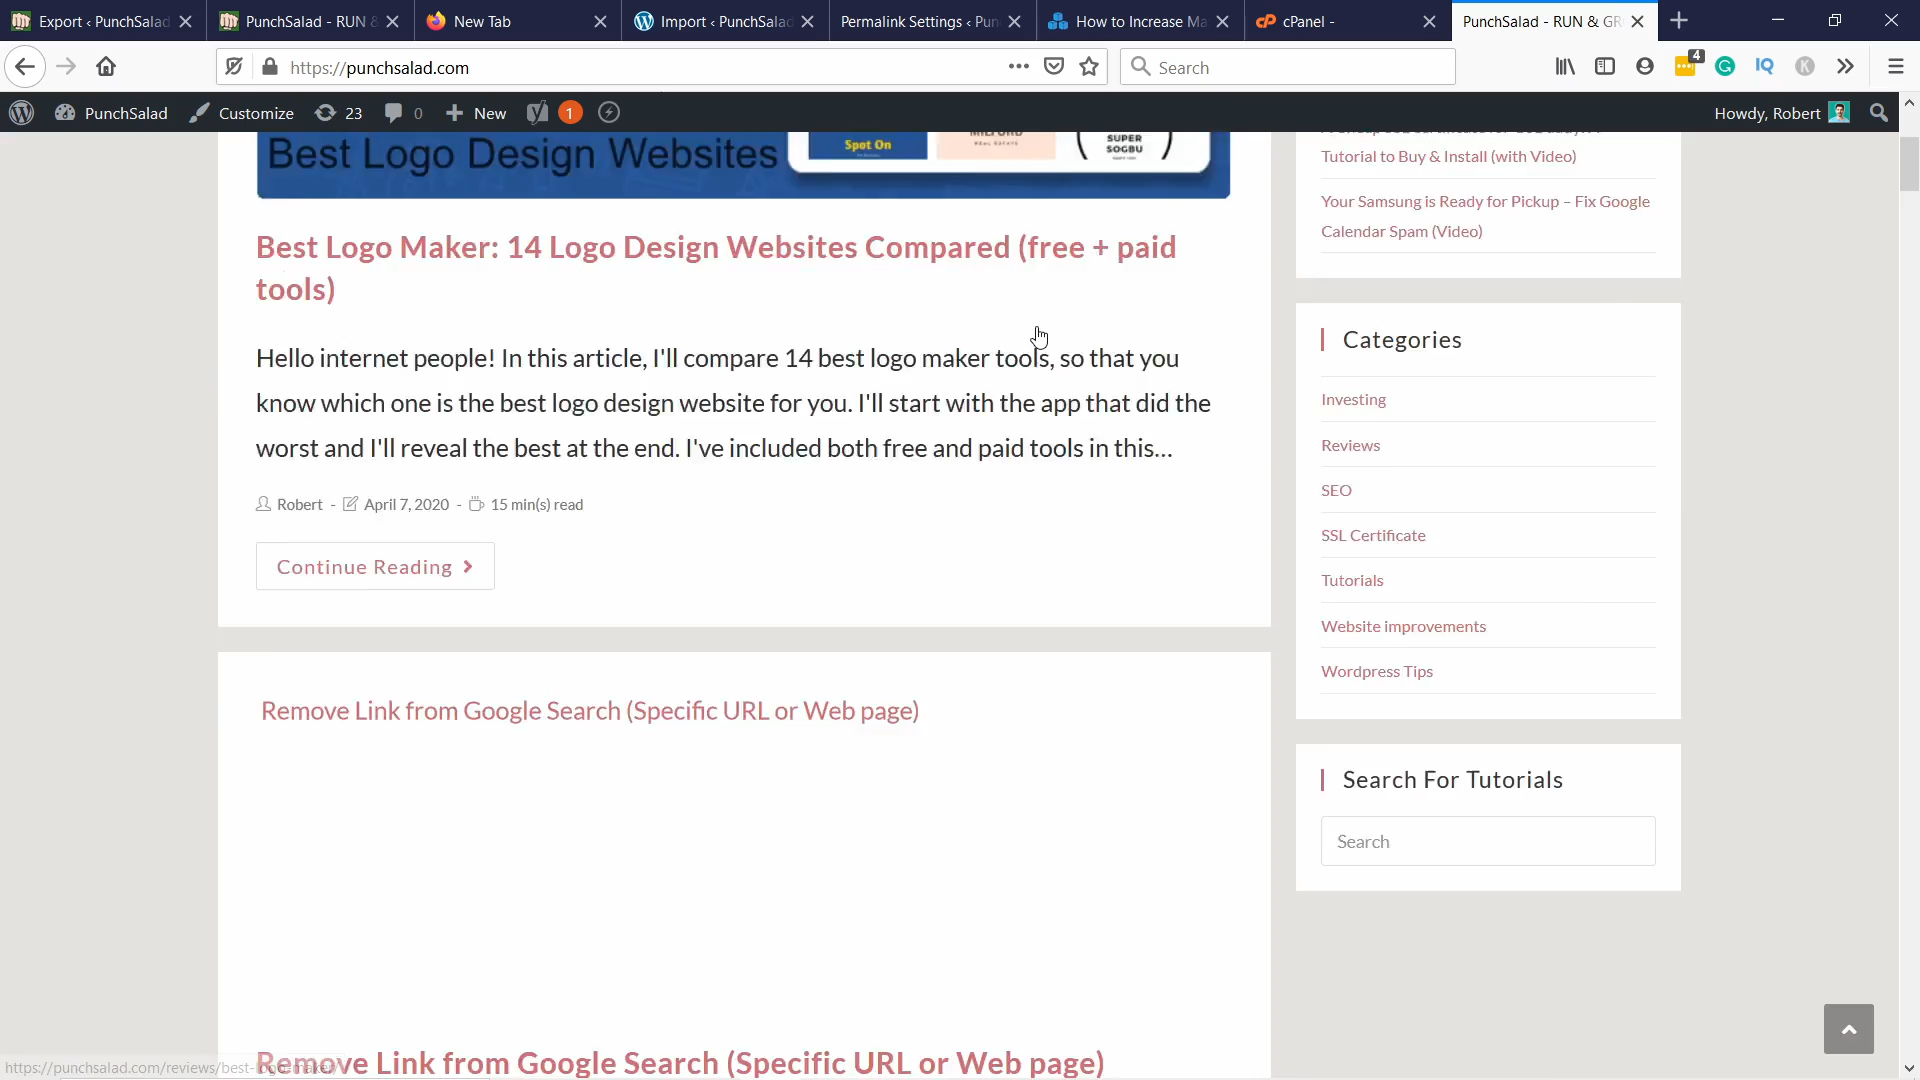 Export ‹ PunchSalad
PunchSalad - RUN &
New Tab
Import ‹ PunchSalad
Permalink Settings ‹ Pun
How to Increase Ma
cPanel -
PunchSalad - RUN & GR
https://punchsalad.com
Search
4
IQ
K
PunchSalad
Customize
23
0
New
1
Howdy, Robert
Best Logo Design Websites
Spot On
MILFORD
SUPER
SOGBU
Best Logo Maker: 14 Logo Design Websites Compared (free + paid
tools)
Hello internet people! In this article, I'll compare 14 best logo maker tools, so that you
know which one is the best logo design website for you. I'll start with the app that did the
worst and I'll reveal the best at the end. I've included both free and paid tools in this...
Robert - April 7, 2020 - 15 min(s) read
Continue Reading
Remove Link from Google Search (Specific URL or Web page)
Remove Link from Google Search (Specific URL or Web page)
Tutorial to Buy & Install (with Video)
Your Samsung is Ready for Pickup – Fix Google
Calendar Spam (Video)
Categories
Investing
Reviews
SEO
SSL Certificate
Tutorials
Website improvements
Wordpress Tips
Search For Tutorials
Search